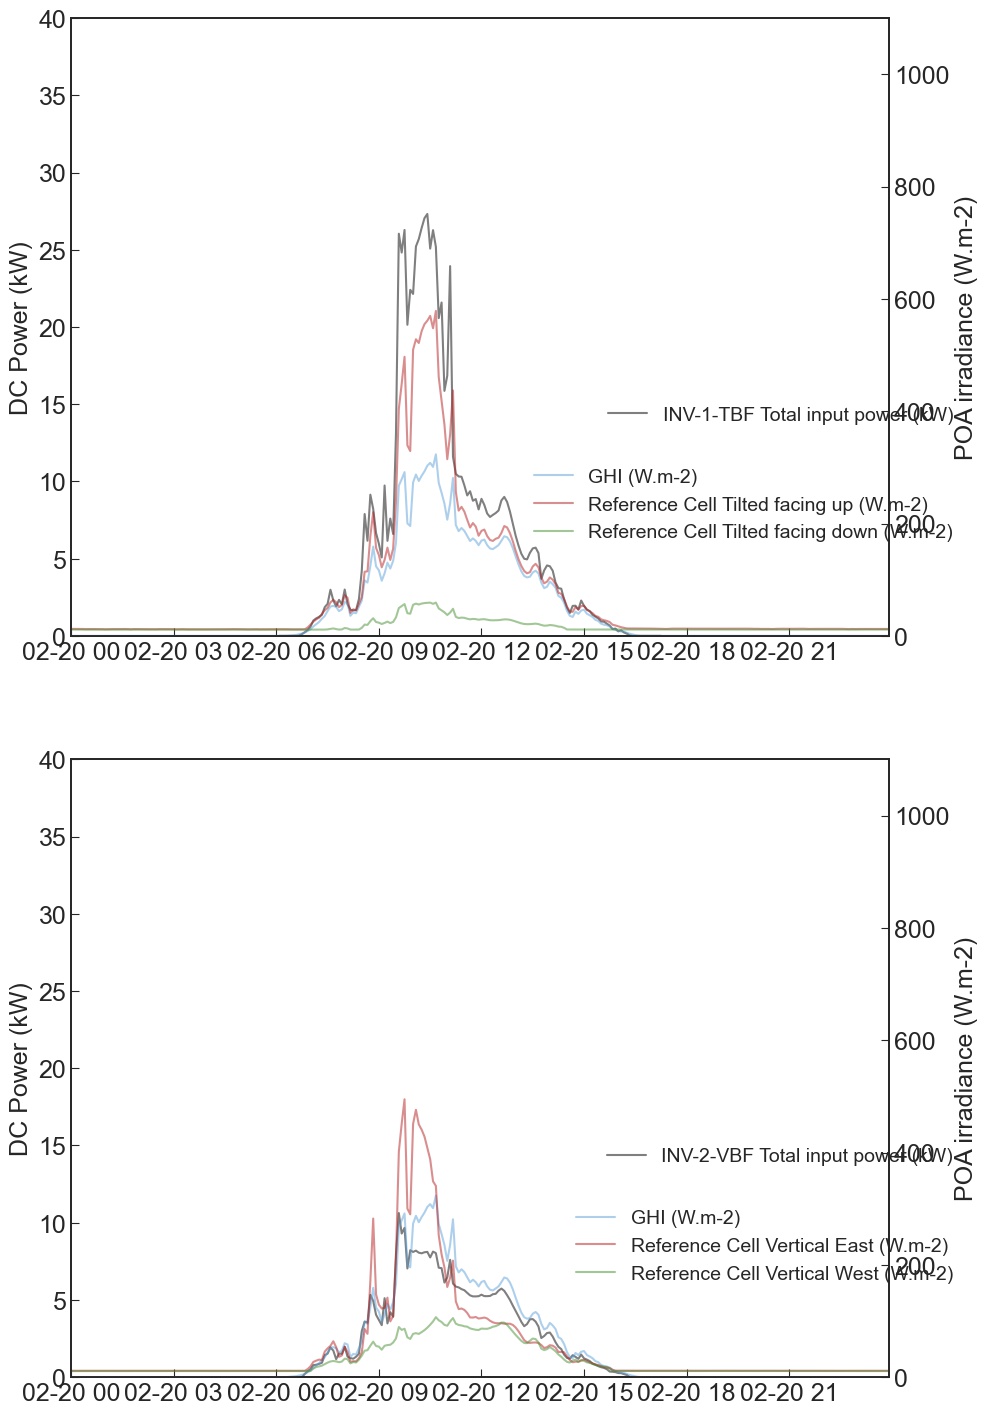 40
35
30
25
20
15
10
5
0
DC Power (kW)
1000
800
600
400
200
0
POA irradiance (W.m-2)
INV-1-TBF Total input power (kW)
GHI (W.m-2)
Reference Cell Tilted facing up (W.m-2)
Reference Cell Tilted facing down (W.m-2)
02-20 00 02-20 03 02-20 06 02-20 09 02-20 12 02-20 15 02-20 18 02-20 21
40
35
30
25
20
15
10
5
0
DC Power (kW)
1000
800
600
400
200
0
POA irradiance (W.m-2)
INV-2-VBF Total input power (kW)
GHI (W.m-2)
Reference Cell Vertical East (W.m-2)
Reference Cell Vertical West (W.m-2)
02-20 00 02-20 03 02-20 06 02-20 09 02-20 12 02-20 15 02-20 18 02-20 21